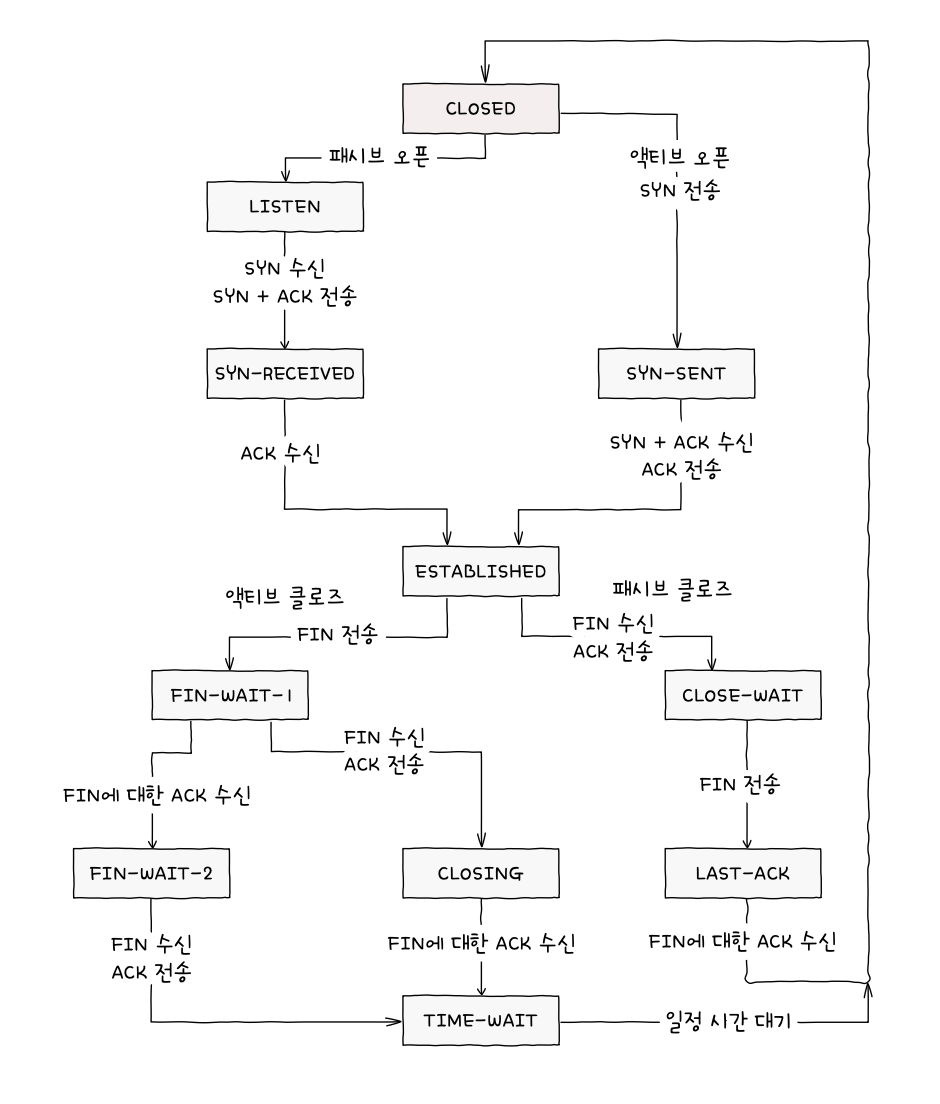 CLOSED
패시브 오픈
액티브 오픈
SYN 전송
LISTEN
SYN 수신
SYN + ACK 전송
SYN-RECEIVED
SYN-SENT
ACK 수신
SYN + ACK 수신
ACK 전송
ESTABLISHED
액티브 클로즈
패시브 클로즈
FIN 전송
FIN 수신
ACK 전송
FIN-WAIT-1
CLOSE-WAIT
FIN 수신
ACK 전송
FIN에 대한 ACK 수신
FIN 전송
FIN-WAIT-2
CLOSING
LAST-ACK
FIN 수신
ACK 전송
FIN에 대한 ACK 수신
FIN에 대한 ACK 수신
TIME-WAIT
일정 시간 대기